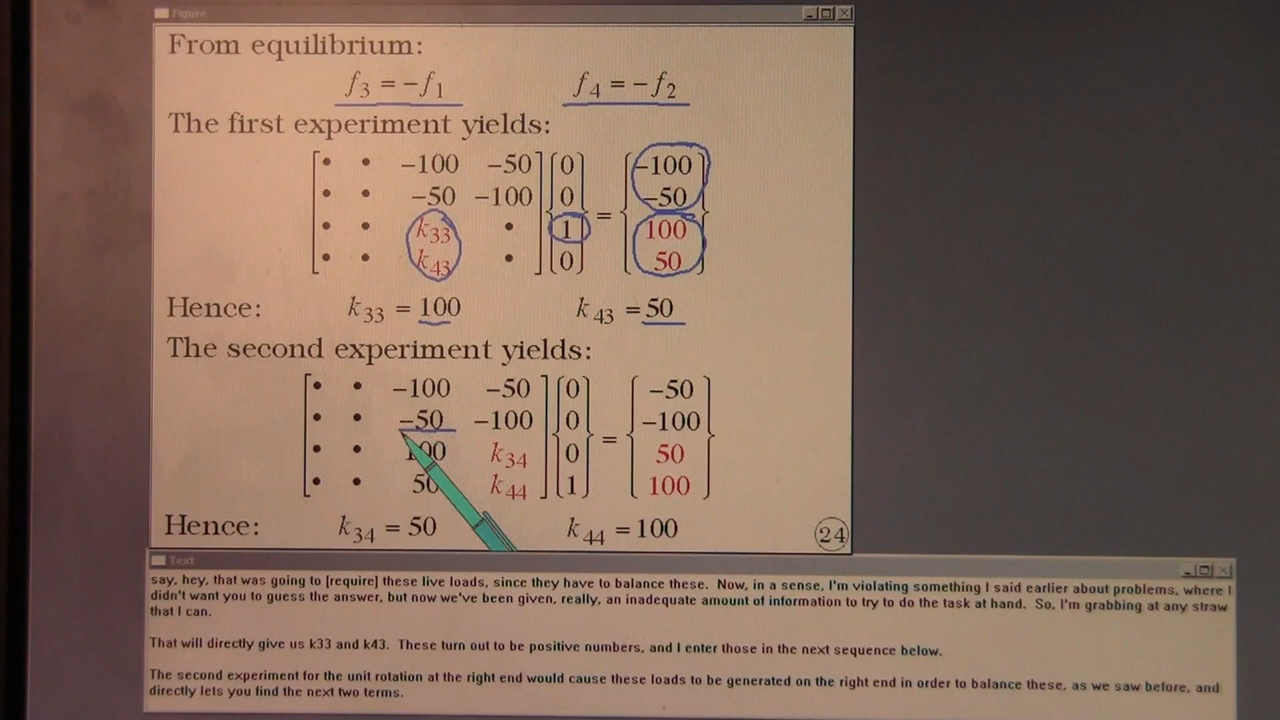 Figure
From equilibrium:
f3 = -f1 f4 = -f2
The first experiment yields:
[• • -100 -50] {0} {-100}
[• • -50 -100] {0} = {-50}
[• • k33 •] {1} {100}
[• • k43 •] {0} {50}
Hence: k33 = 100 k43 = 50
The second experiment yields:
[• • -100 -50] {0} {-50}
[• • -50 -100] {0} = {-100}
[• • 100 k34] {0} {50}
[• • 50 k44] {1} {100}
Hence: k34 = 50 k44 = 100
24
Text
say, hey, that was going to [require] these live loads, since they have to balance these. Now, in a sense, I'm violating something I said earlier about problems, where I
didn't want you to guess the answer, but now we've been given, really, an inadequate amount of information to try to do the task at hand. So, I'm grabbing at any straw
that I can.
That will directly give us k33 and k43. These turn out to be positive numbers, and I enter those in the next sequence below.
The second experiment for the unit rotation at the right end would cause these loads to be generated on the right end in order to balance these, as we saw before, and
directly lets you find the next two terms.